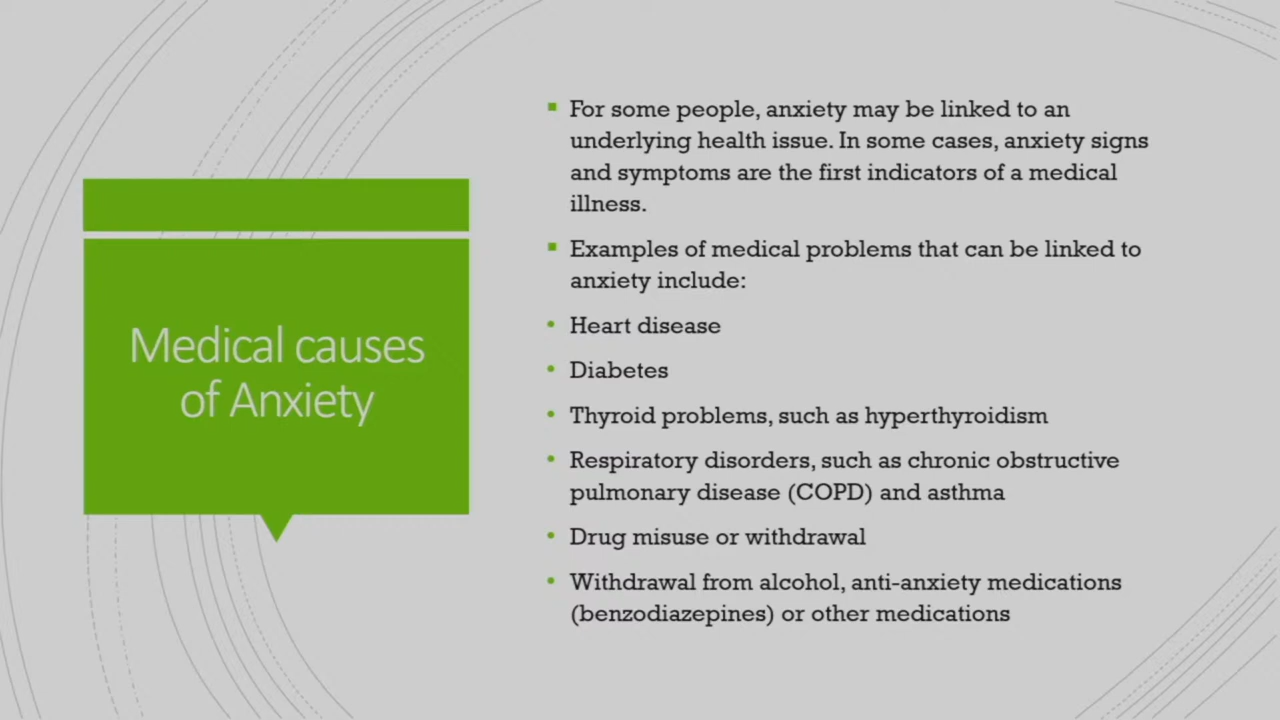 Medical causes
of Anxiety
For some people, anxiety may be linked to an
underlying health issue. In some cases, anxiety signs
and symptoms are the first indicators of a medical
illness.
Examples of medical problems that can be linked to
anxiety include:
Heart disease
Diabetes
Thyroid problems, such as hyperthyroidism
Respiratory disorders, such as chronic obstructive
pulmonary disease (COPD) and asthma
Drug misuse or withdrawal
Withdrawal from alcohol, anti-anxiety medications
(benzodiazepines) or other medications